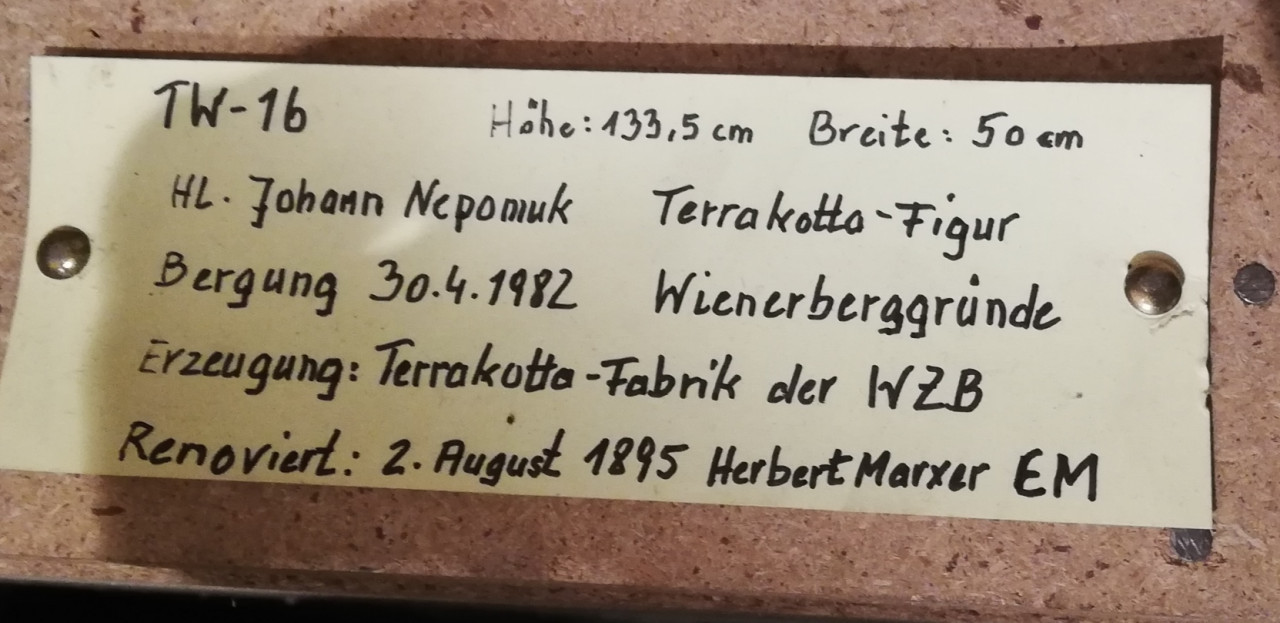 TW-16 Höhe: 133,5 cm Breite: 50 cm
HL. Johann Nepomuk Terrakotta-Figur
Bergung 30.4.1982 Wienerberggründe
Erzeugung: Terrakotta-Fabrik der WZB
Renoviert: 2. August 1895 Herbert Marxer EM